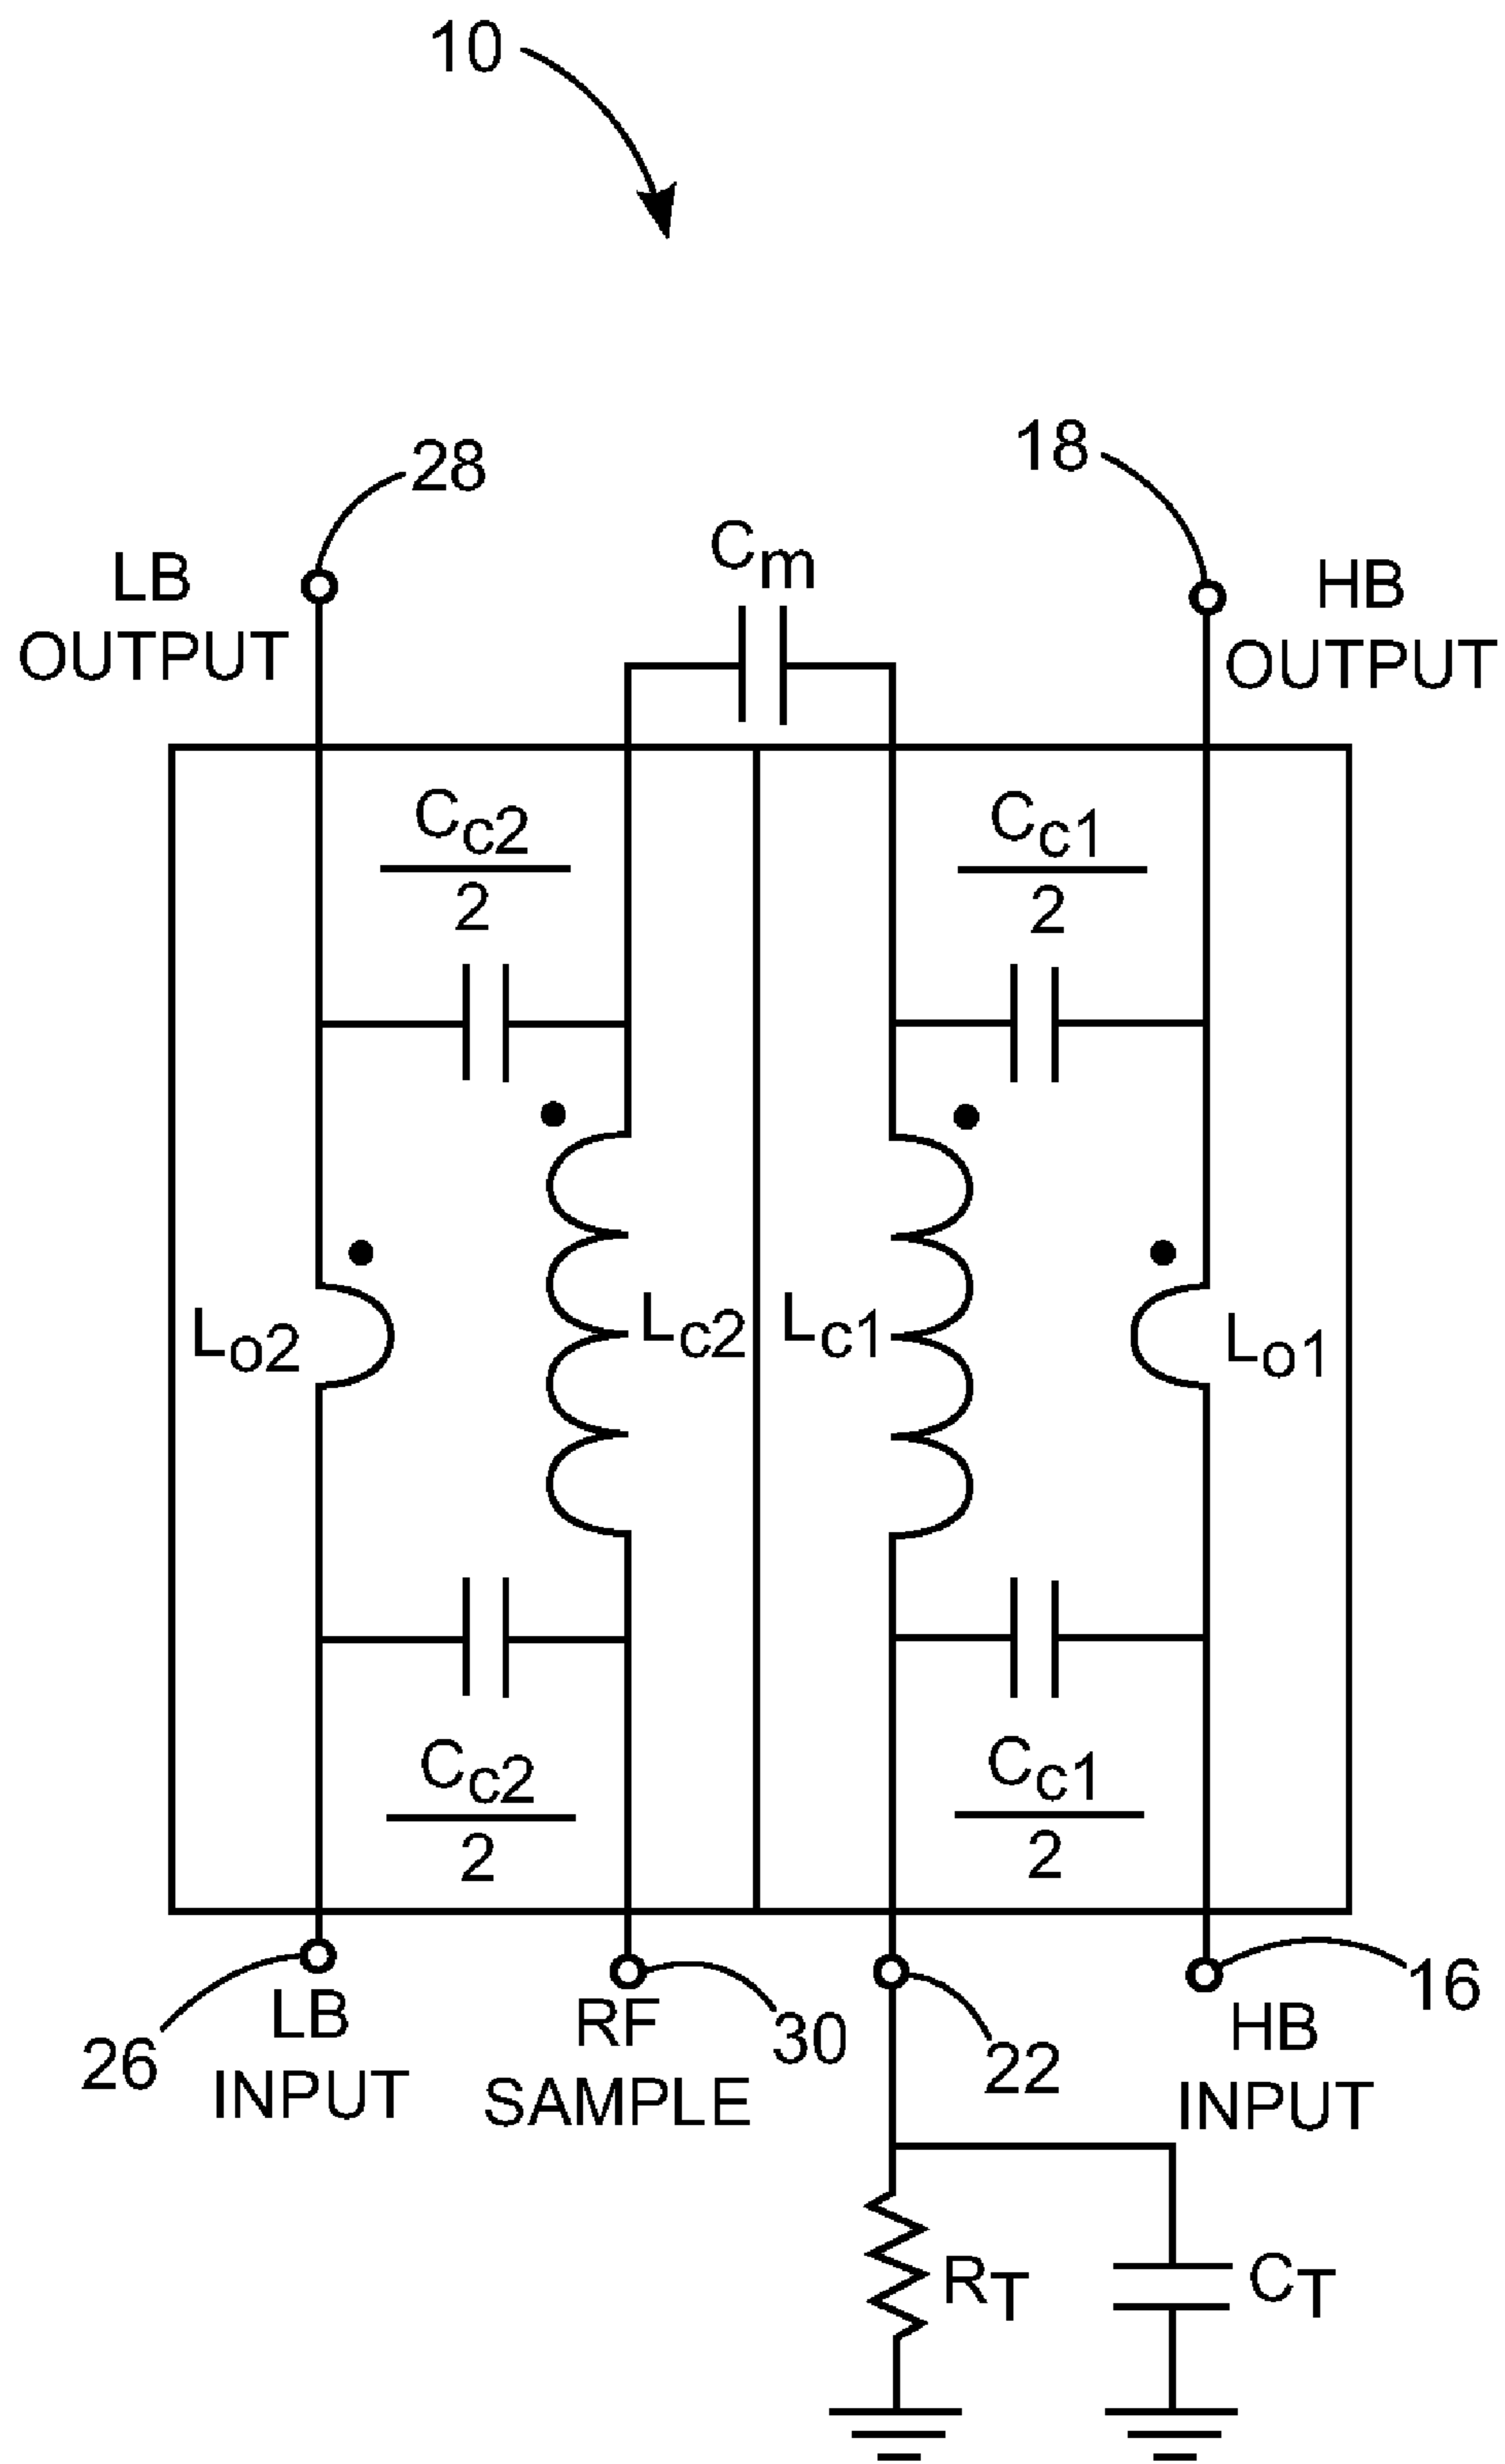 10
28
18
Cm
LB
OUTPUT
HB
OUTPUT
Cc2
2
Cc1
2
Lo2
Lc2
Lc1
Lo1
Cc2
2
Cc1
2
26
LB
INPUT
RF
SAMPLE
30
22
HB
INPUT
16
RT
CT